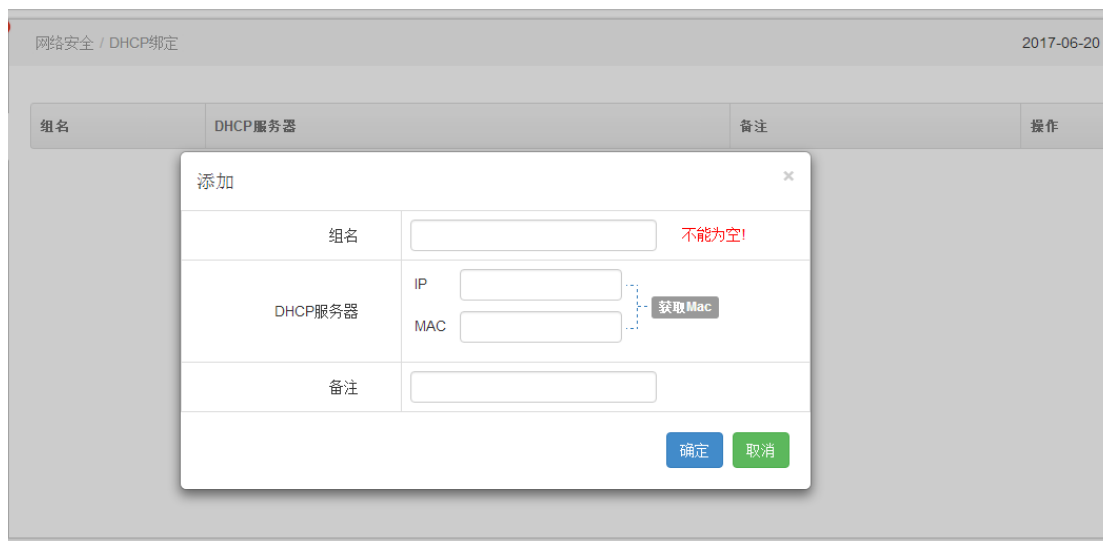 网络安全 / DHCP绑定 2017-06-20
组名 DHCP服务器 备注 操作
添加 ×
组名 不能为空!
IP
DHCP服务器 获取Mac
MAC
备注
确定 取消